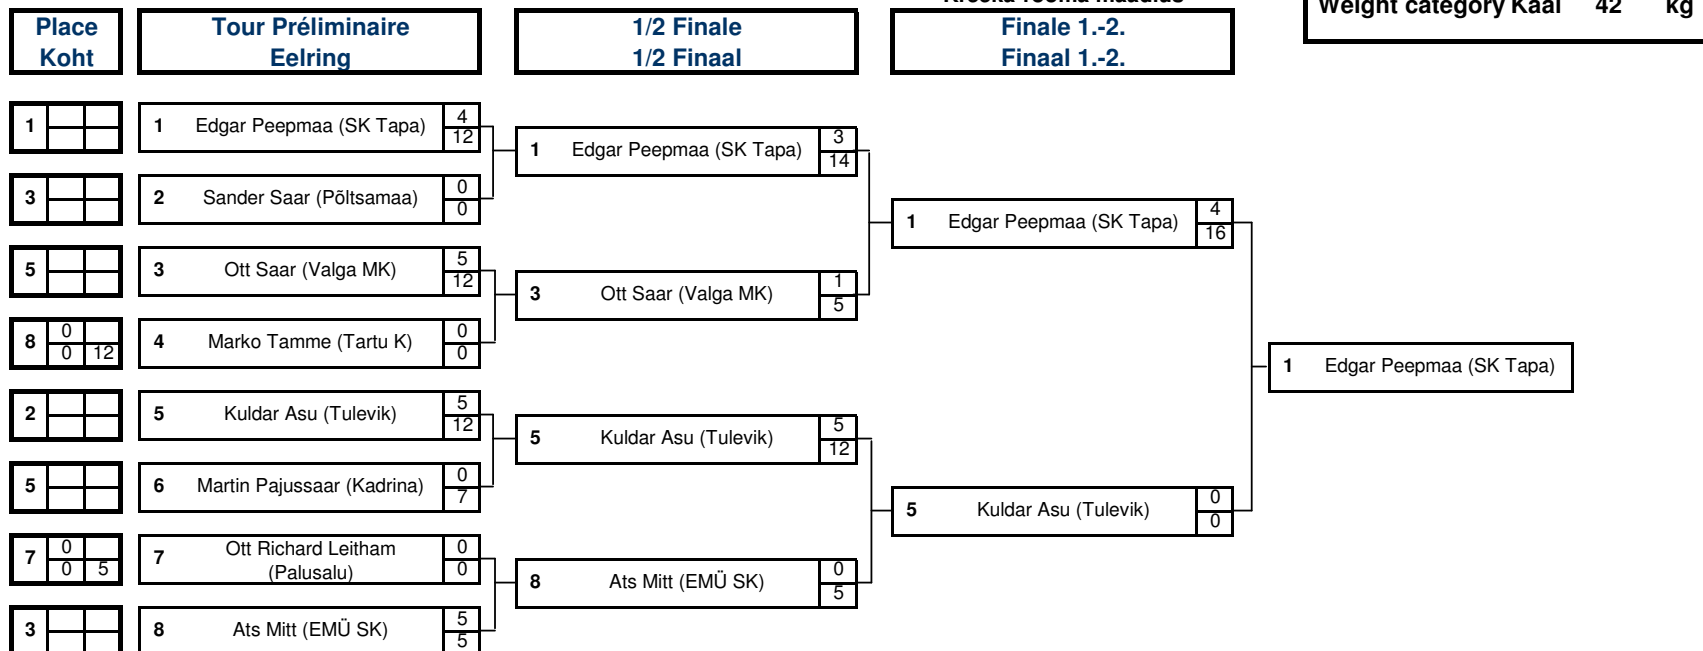 Weight category Kaal 42 kg
Place
Koht
Tour Préliminaire
Eelring
1/2 Finale
1/2 Finaal
Finale 1.-2.
Finaal 1.-2.
1
1 Edgar Peepmaa (SK Tapa) 4
12
3
2 Sander Saar (Põltsamaa) 0
0
1 Edgar Peepmaa (SK Tapa) 3
14
5
3 Ott Saar (Valga MK) 5
12
8 0
0 12
4 Marko Tamme (Tartu K) 0
0
3 Ott Saar (Valga MK) 1
5
1 Edgar Peepmaa (SK Tapa) 4
16
2
5 Kuldar Asu (Tulevik) 5
12
5
6 Martin Pajussaar (Kadrina) 0
7
5 Kuldar Asu (Tulevik) 5
12
7 0
0 5
7 Ott Richard Leitham
(Palusalu) 0
0
3
8 Ats Mitt (EMÜ SK) 5
5
8 Ats Mitt (EMÜ SK) 0
5
5 Kuldar Asu (Tulevik) 0
0
1 Edgar Peepmaa (SK Tapa)